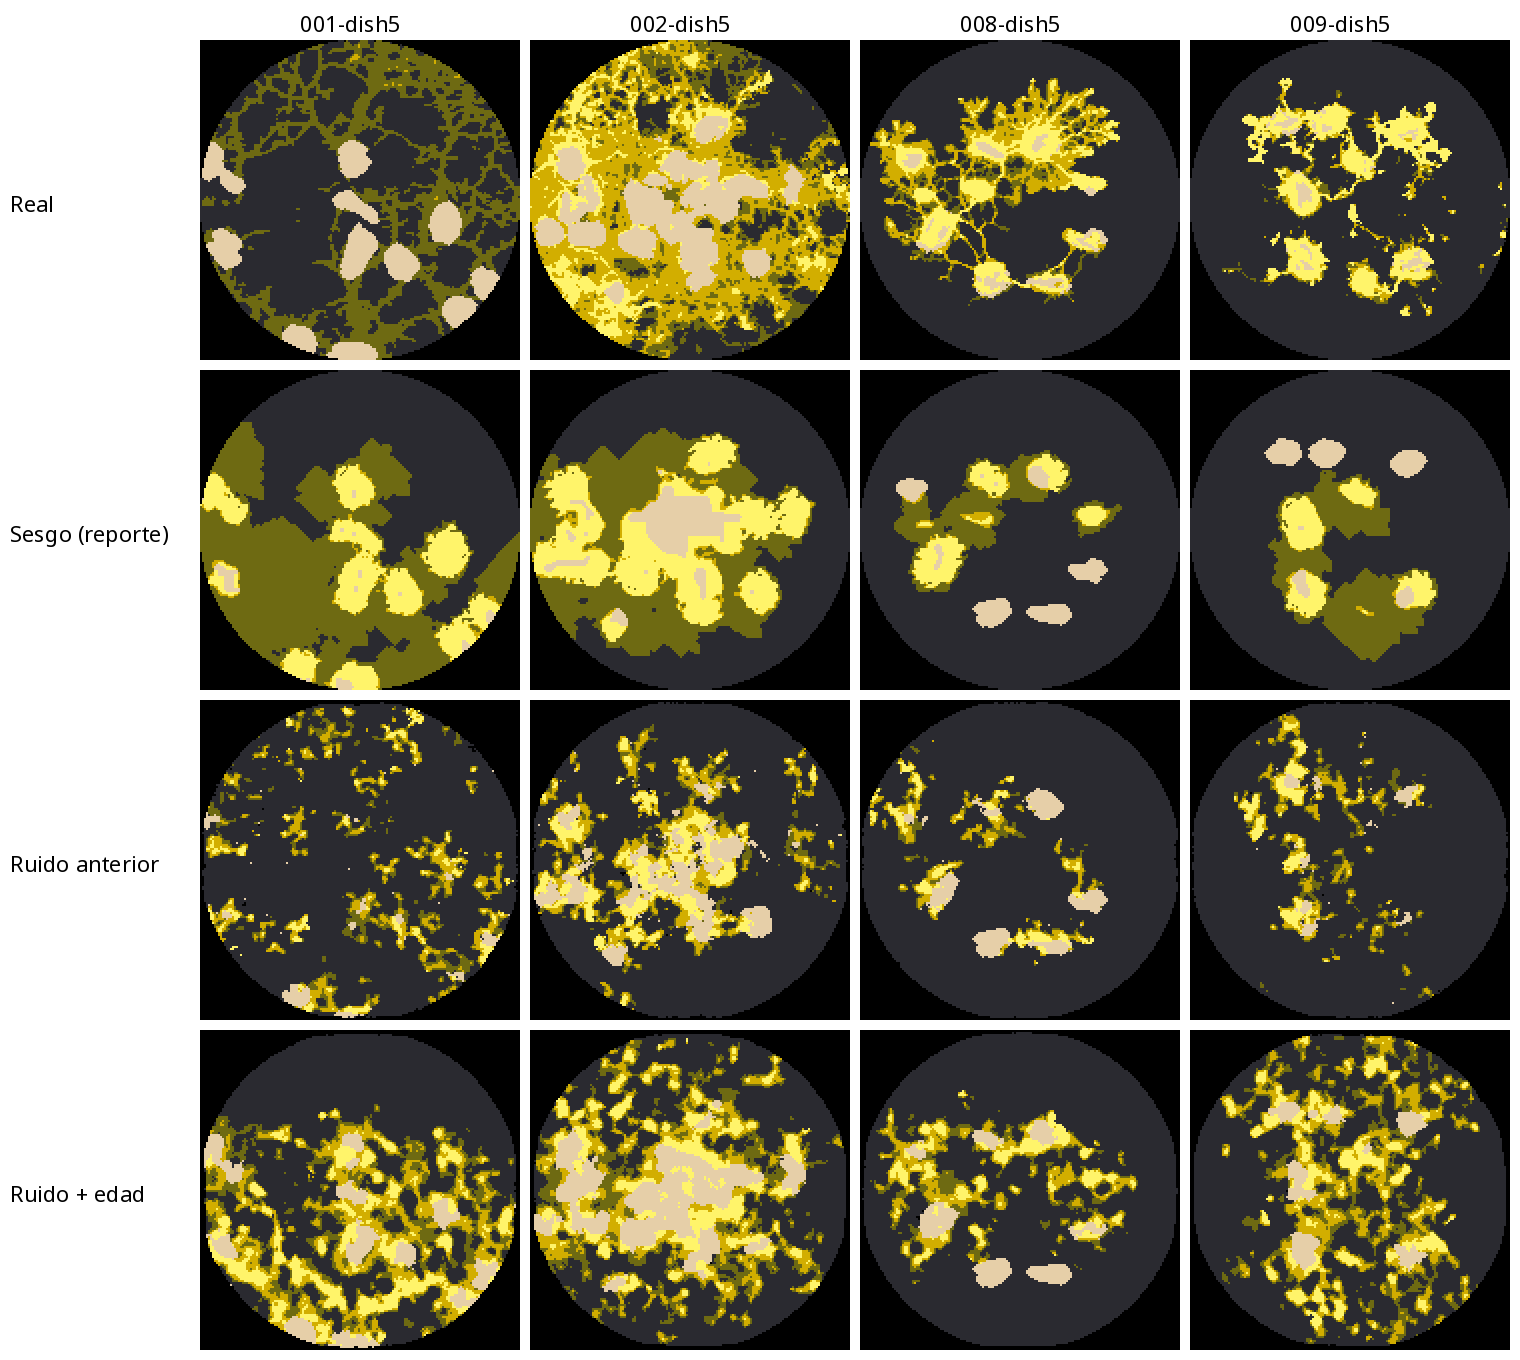 001-dish5 002-dish5 008-dish5 009-dish5
Real
Sesgo (reporte)
Ruido anterior
Ruido + edad